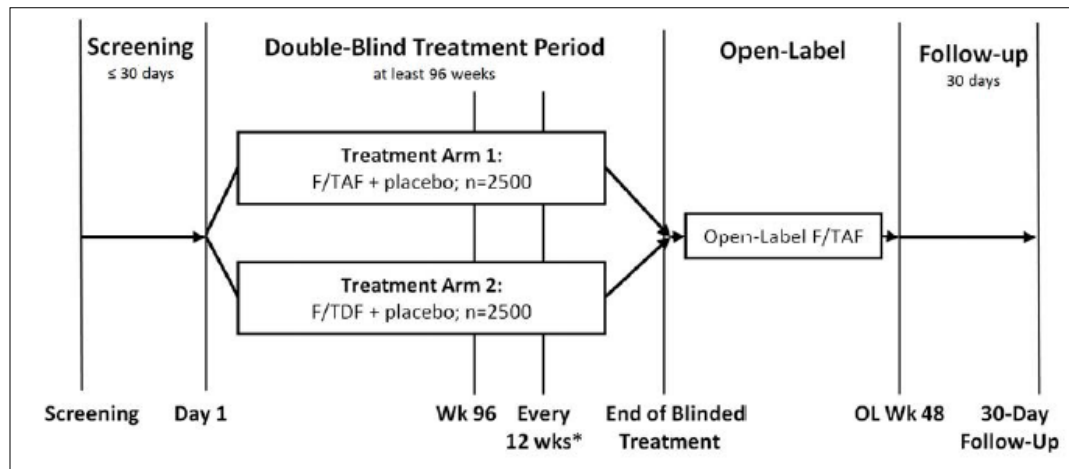 Screening
≤ 30 days
Double-Blind Treatment Period
at least 96 weeks
Open-Label
Follow-up
30 days
Treatment Arm 1:
F/TAF + placebo; n=2500
Open-Label F/TAF
Treatment Arm 2:
F/TDF + placebo; n=2500
Screening
Day 1
Wk 96
Every
12 wks*
End of Blinded
Treatment
OL Wk 48
30-Day
Follow-Up